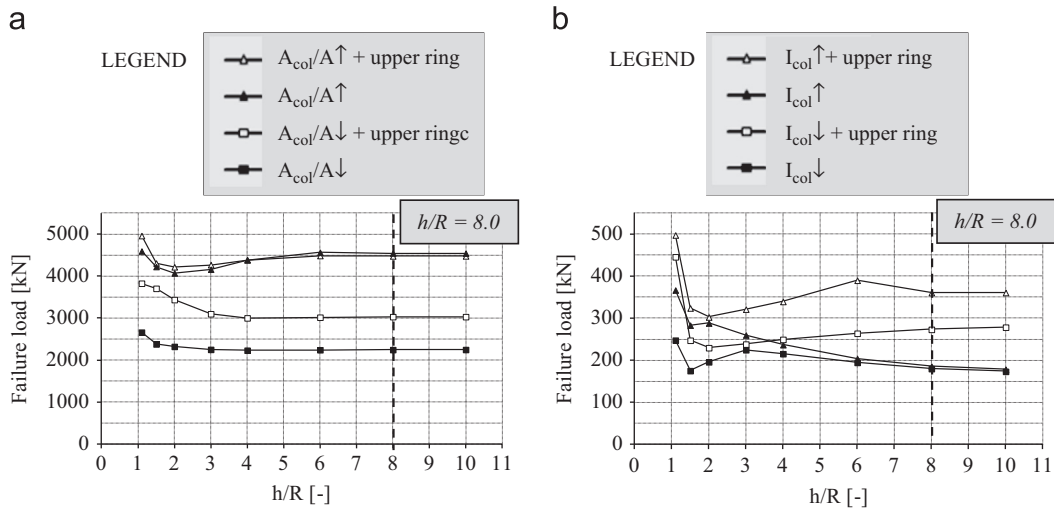 a
LEGEND
A_col/A↑ + upper ring
A_col/A↑
A_col/A↓ + upper ringc
A_col/A↓
h/R = 8.0
Failure load [kN]
5000
4000
3000
2000
1000
0
0 1 2 3 4 5 6 7 8 9 10 11
h/R [-]
b
LEGEND
I_col↑ + upper ring
I_col↑
I_col↓ + upper ring
I_col↓
h/R = 8.0
Failure load [kN]
500
400
300
200
100
0
0 1 2 3 4 5 6 7 8 9 10 11
h/R [-]